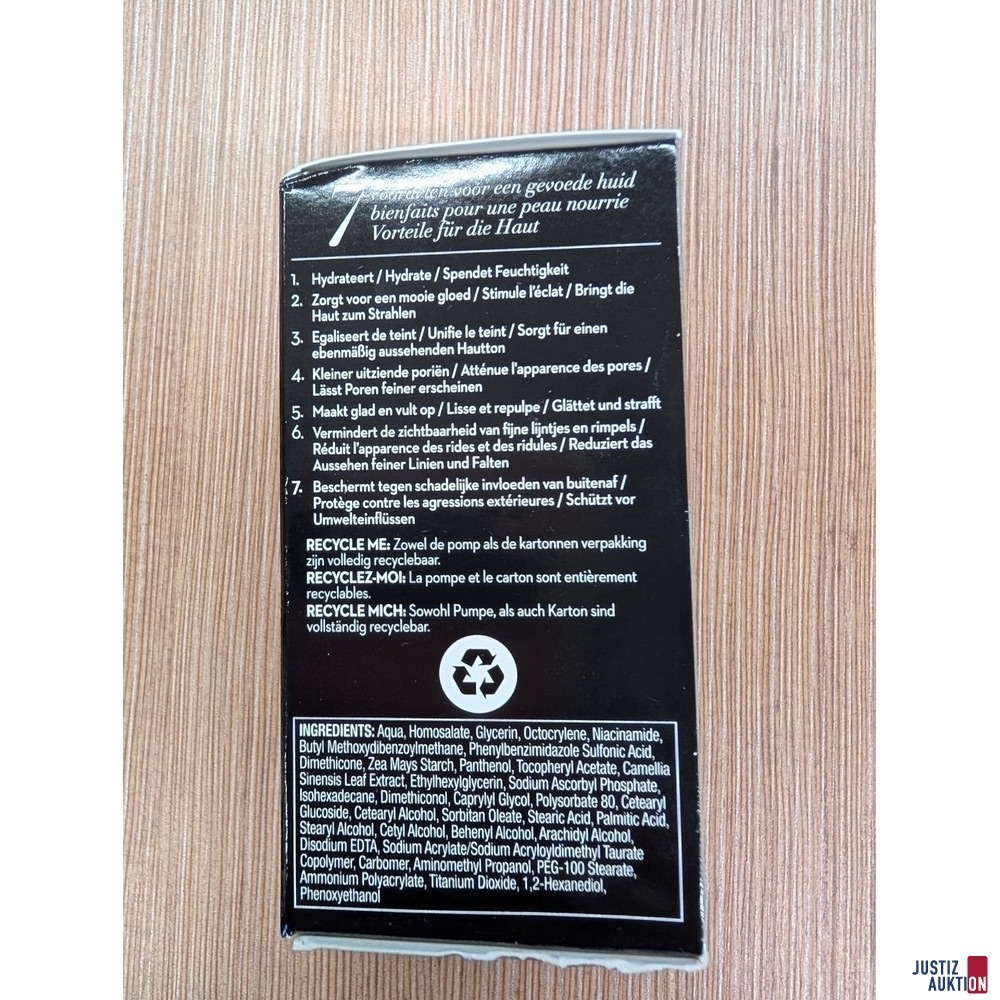 7 voordelen voor een gevoede huid
bienfaits pour une peau nourrie
Vorteile für die Haut
1. Hydrateert / Hydrate / Spendet Feuchtigkeit
2. Zorgt voor een mooie gloed / Stimule l'éclat / Bringt die
Haut zum Strahlen
3. Egaliseert de teint / Unifie le teint / Sorgt für einen
ebenmäßig aussehenden Hautton
4. Kleiner uitziende poriën / Atténue l'apparence des pores /
Lässt Poren feiner erscheinen
5. Maakt glad en vult op / Lisse et repulpe / Glättet und strafft
6. Vermindert de zichtbaarheid van fijne lijntjes en rimpels /
Réduit l'apparence des rides et des ridules / Reduziert das
Aussehen feiner Linien und Falten
7. Beschermt tegen schadelijke invloeden van buitenaf /
Protège contre les agressions extérieures / Schützt vor
Umwelteinflüssen
RECYCLE ME: Zowel de pomp als de kartonnen verpakking
zijn volledig recyclebaar.
RECYCLEZ-MOI: La pompe et le carton sont entièrement
recyclables.
RECYCLE MICH: Sowohl Pumpe, als auch Karton sind
vollständig recyclebar.
INGREDIENTS: Aqua, Homosalate, Glycerin, Octocrylene, Niacinamide,
Butyl Methoxydibenzoylmethane, Phenylbenzimidazole Sulfonic Acid,
Dimethicone, Zea Mays Starch, Panthenol, Tocopheryl Acetate, Camellia
Sinensis Leaf Extract, Ethylhexylglycerin, Sodium Ascorbyl Phosphate,
Isohexadecane, Dimethiconol, Caprylyl Glycol, Polysorbate 80, Cetearyl
Glucoside, Cetearyl Alcohol, Sorbitan Oleate, Stearic Acid, Palmitic Acid,
Stearyl Alcohol, Cetyl Alcohol, Behenyl Alcohol, Arachidyl Alcohol,
Disodium EDTA, Sodium Acrylate/Sodium Acryloyldimethyl Taurate
Copolymer, Carbomer, Aminomethyl Propanol, PEG-100 Stearate,
Ammonium Polyacrylate, Titanium Dioxide, 1,2-Hexanediol,
Phenoxyethanol
JUSTIZ
AUKTION